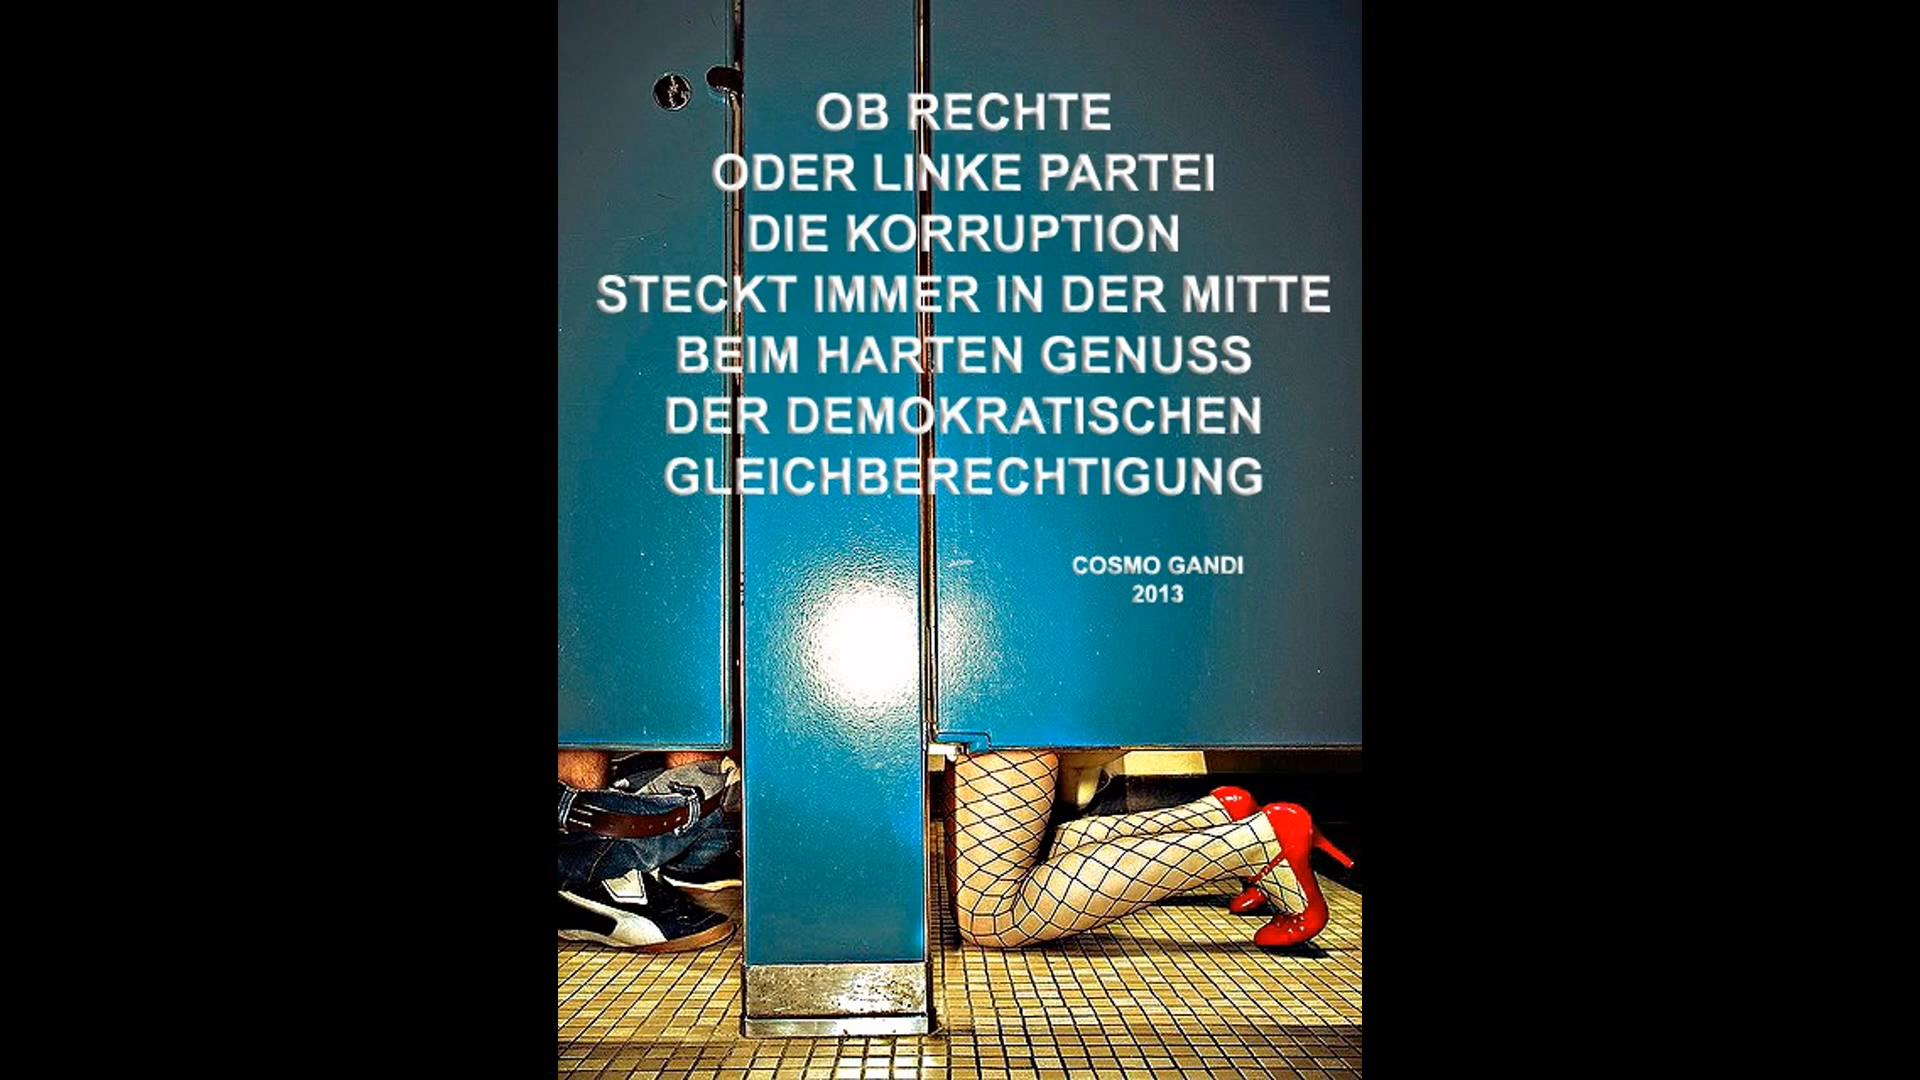 OB RECHTE
ODER LINKE PARTEI
DIE KORRUPTION
STECKT IMMER IN DER MITTE
BEIM HARTEN GENUSS
DER DEMOKRATISCHEN
GLEICHBERECHTIGUNG
COSMO GANDI
2013